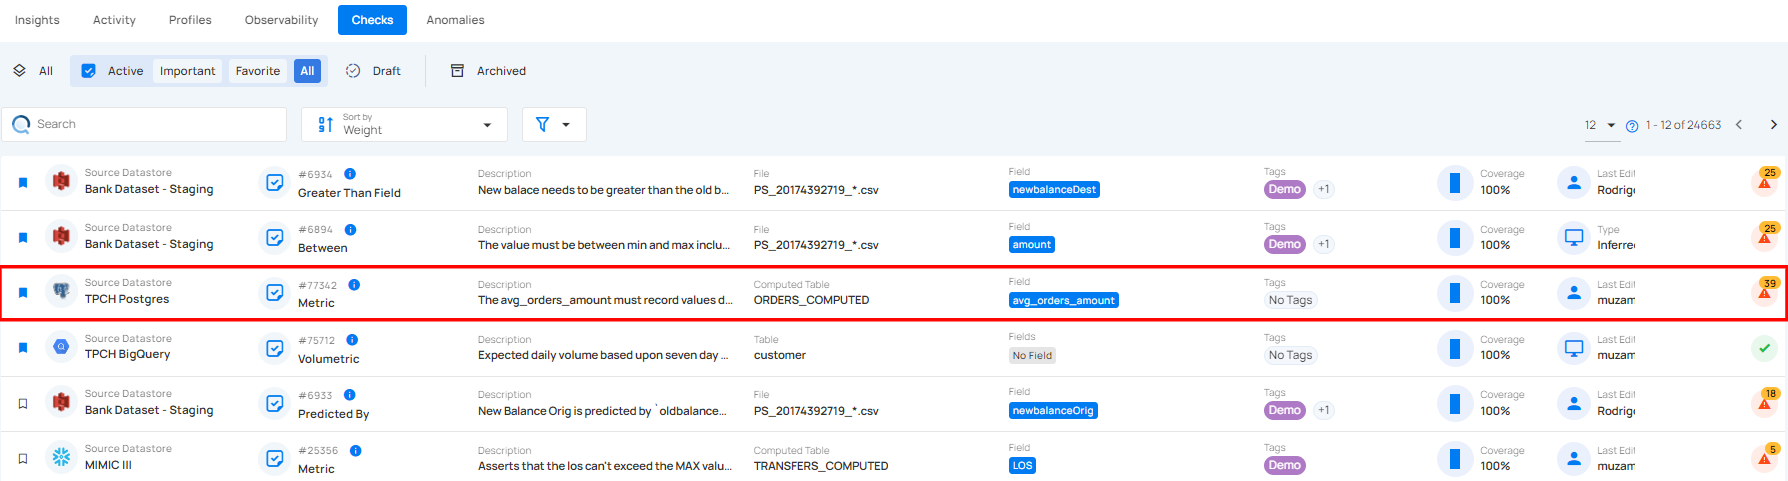 Insights Activity Profiles Observability Checks Anomalies
All Active Important Favorite All Draft Archived
Search Sort by Weight 12 1 - 12 of 24663
Source Datastore #6934 Description File Field Tags Coverage Last Edit 25
Bank Dataset - Staging Greater Than Field New balace needs to be greater than the old b... PS_20174392719_*.csv newbalanceDest Demo +1 100% Rodrig
Source Datastore #6894 Description File Field Tags Coverage Type 25
Bank Dataset - Staging Between The value must be between min and max inclu... PS_20174392719_*.csv amount Demo +1 100% Inferre
Source Datastore #77342 Description Computed Table Field Tags Coverage Last Edit 39
TPCH Postgres Metric The avg_orders_amount must record values d... ORDERS_COMPUTED avg_orders_amount No Tags 100% muzam
Source Datastore #75712 Description Table Fields Tags Coverage Last Edit
TPCH BigQuery Volumetric Expected daily volume based upon seven day ... customer No Field No Tags 100% muzam
Source Datastore #6933 Description File Field Tags Coverage Last Edit 18
Bank Dataset - Staging Predicted By New Balance Orig is predicted by `oldbalance... PS_20174392719_*.csv newbalanceOrig Demo +1 100% Rodrig
Source Datastore #25356 Description Computed Table Field Tags Coverage Last Edit 5
MIMIC III Metric Asserts that the los can't exceed the MAX valu... TRANSFERS_COMPUTED LOS Demo 100% muzam